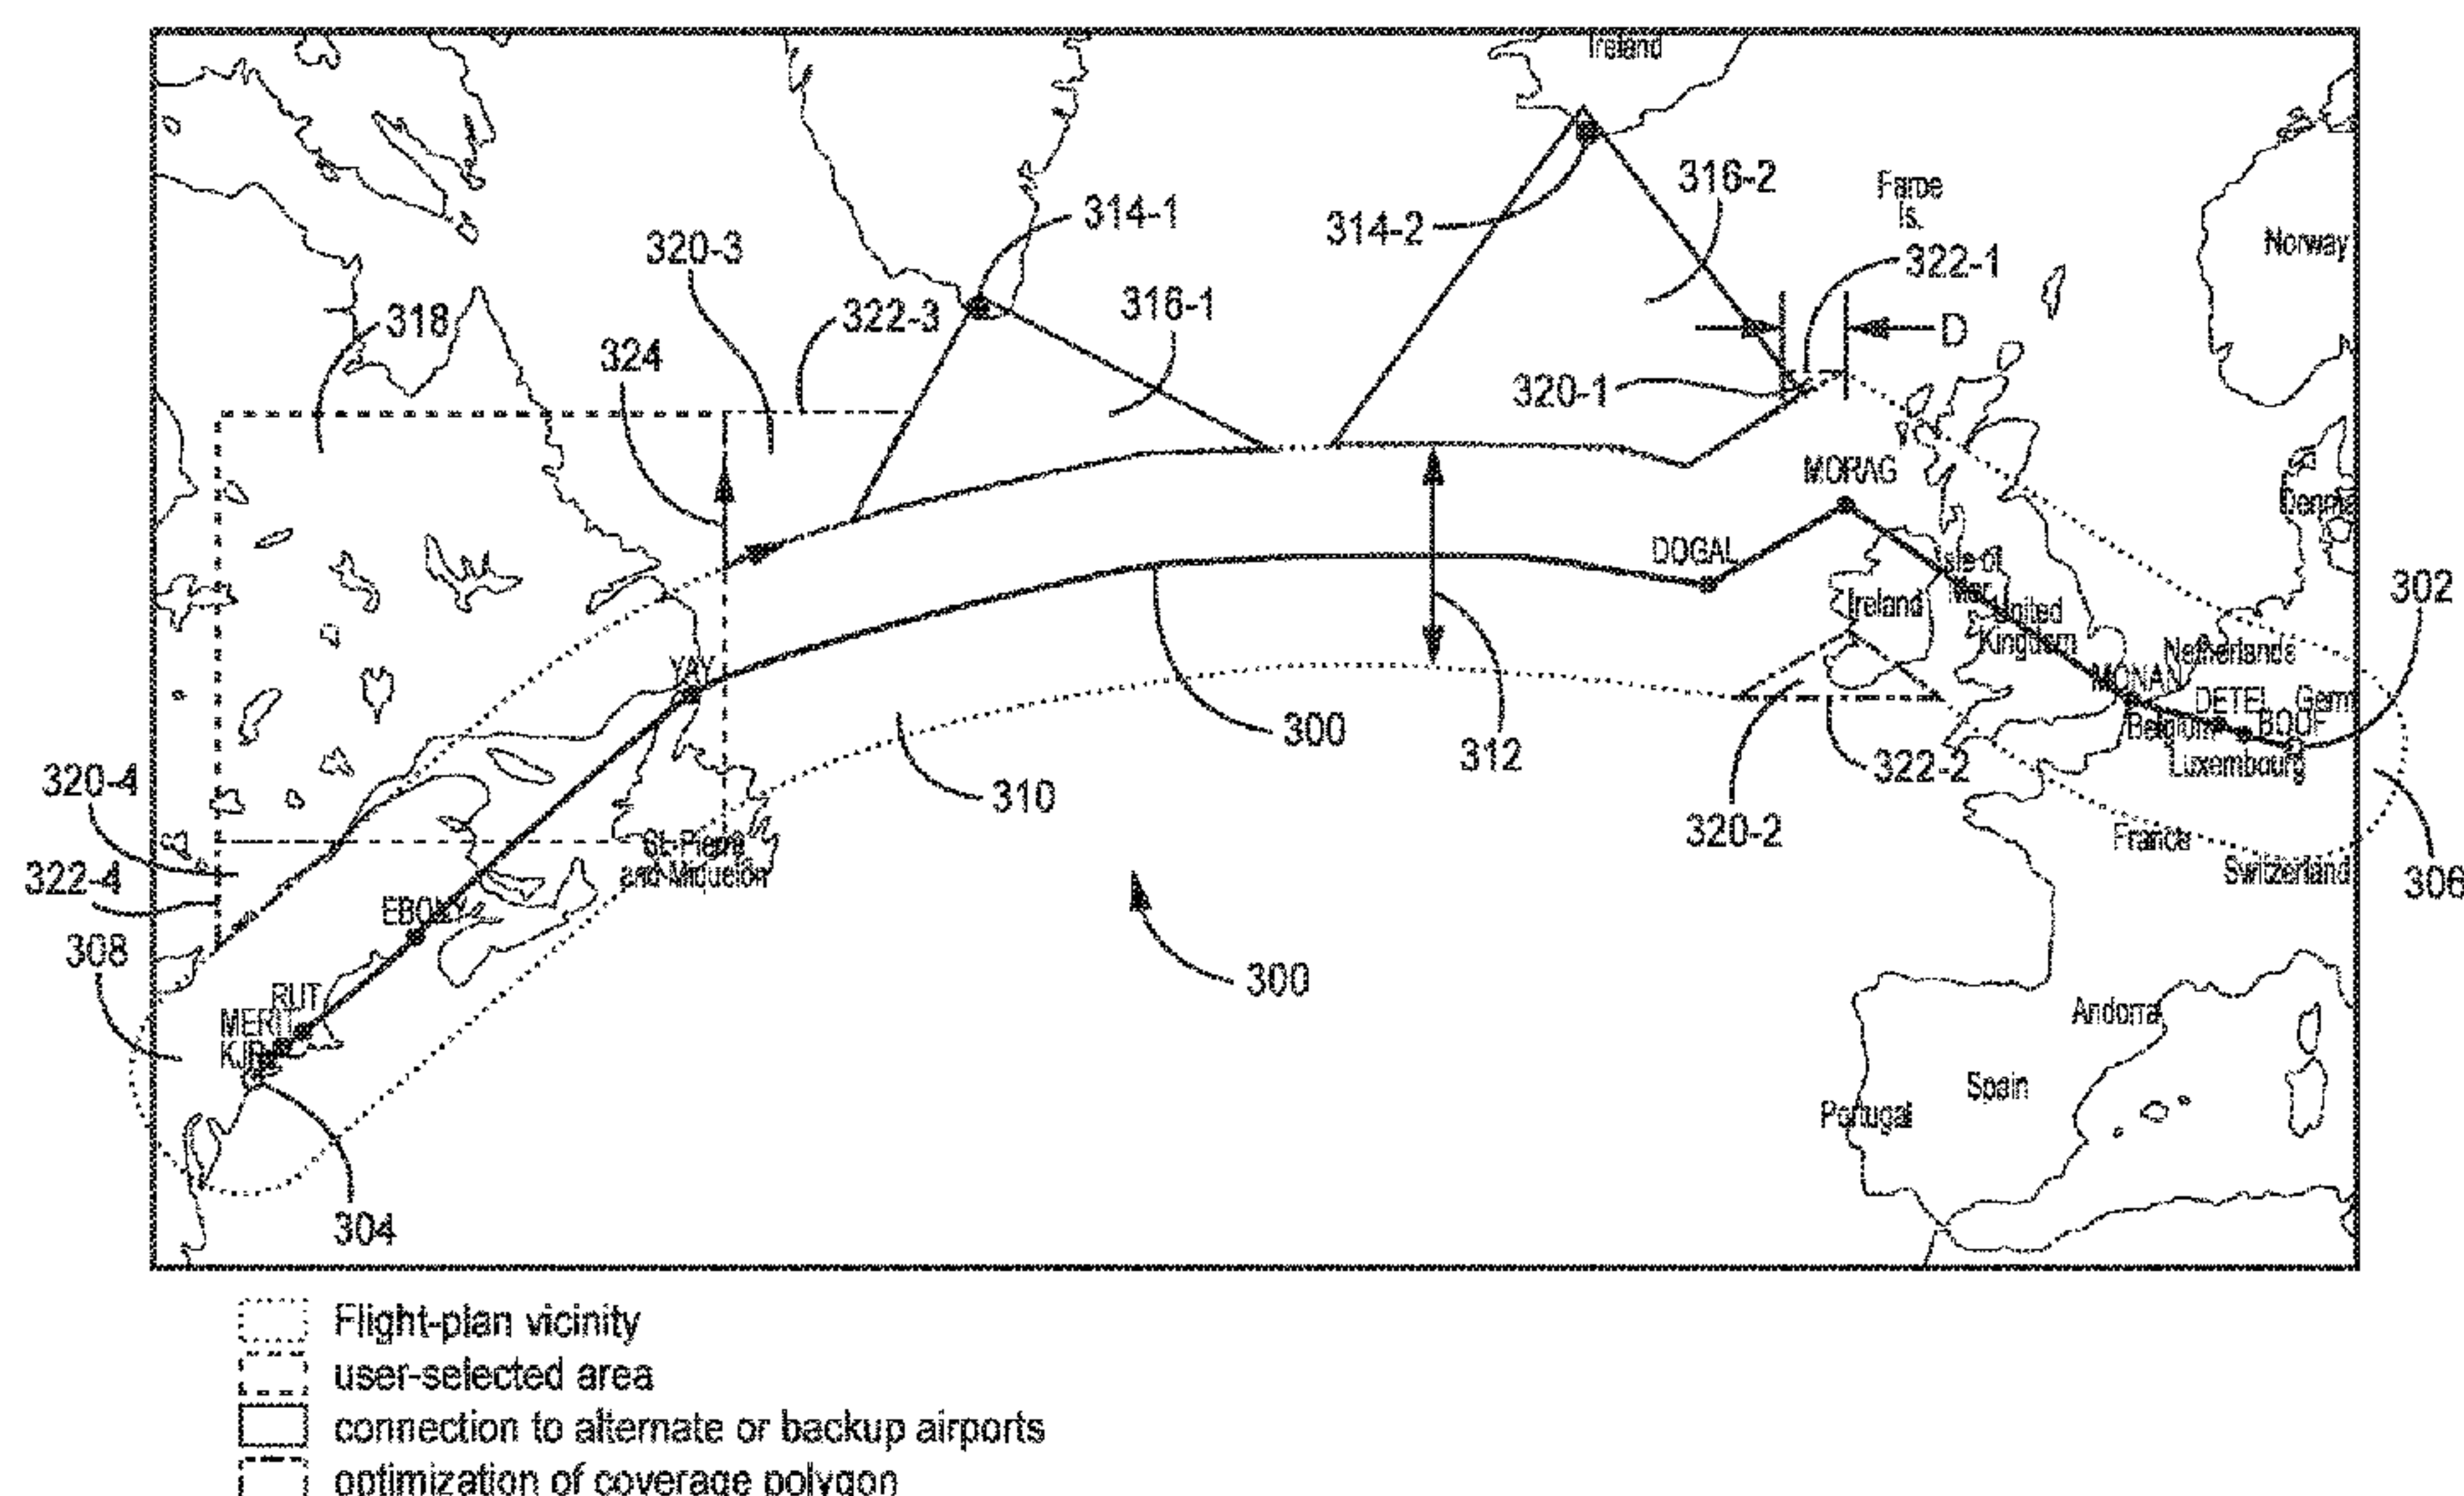 Ireland
316-2
Faroe
Is.
314-1
314-2
320-3
322-1
Norway
318
322-3
316-1
D
324
320-1
MORAG
Denma
DOGAL
Isle of
Man
302
Ireland
United
Kingdom
YAY
Netherlands
MONAN
DETEL
Germ
300
312
BOOF
Belgium
322-2
Luxembourg
320-4
310
320-2
France
St. Pierre
and Miquelon
322-4
Switzerland
306
EBONY
308
300
RUT
MERIT
Andorra
Spain
Portugal
304
Flight-plan vicinity
user-selected area
connection to alternate or backup airports
optimization of coverage polygon